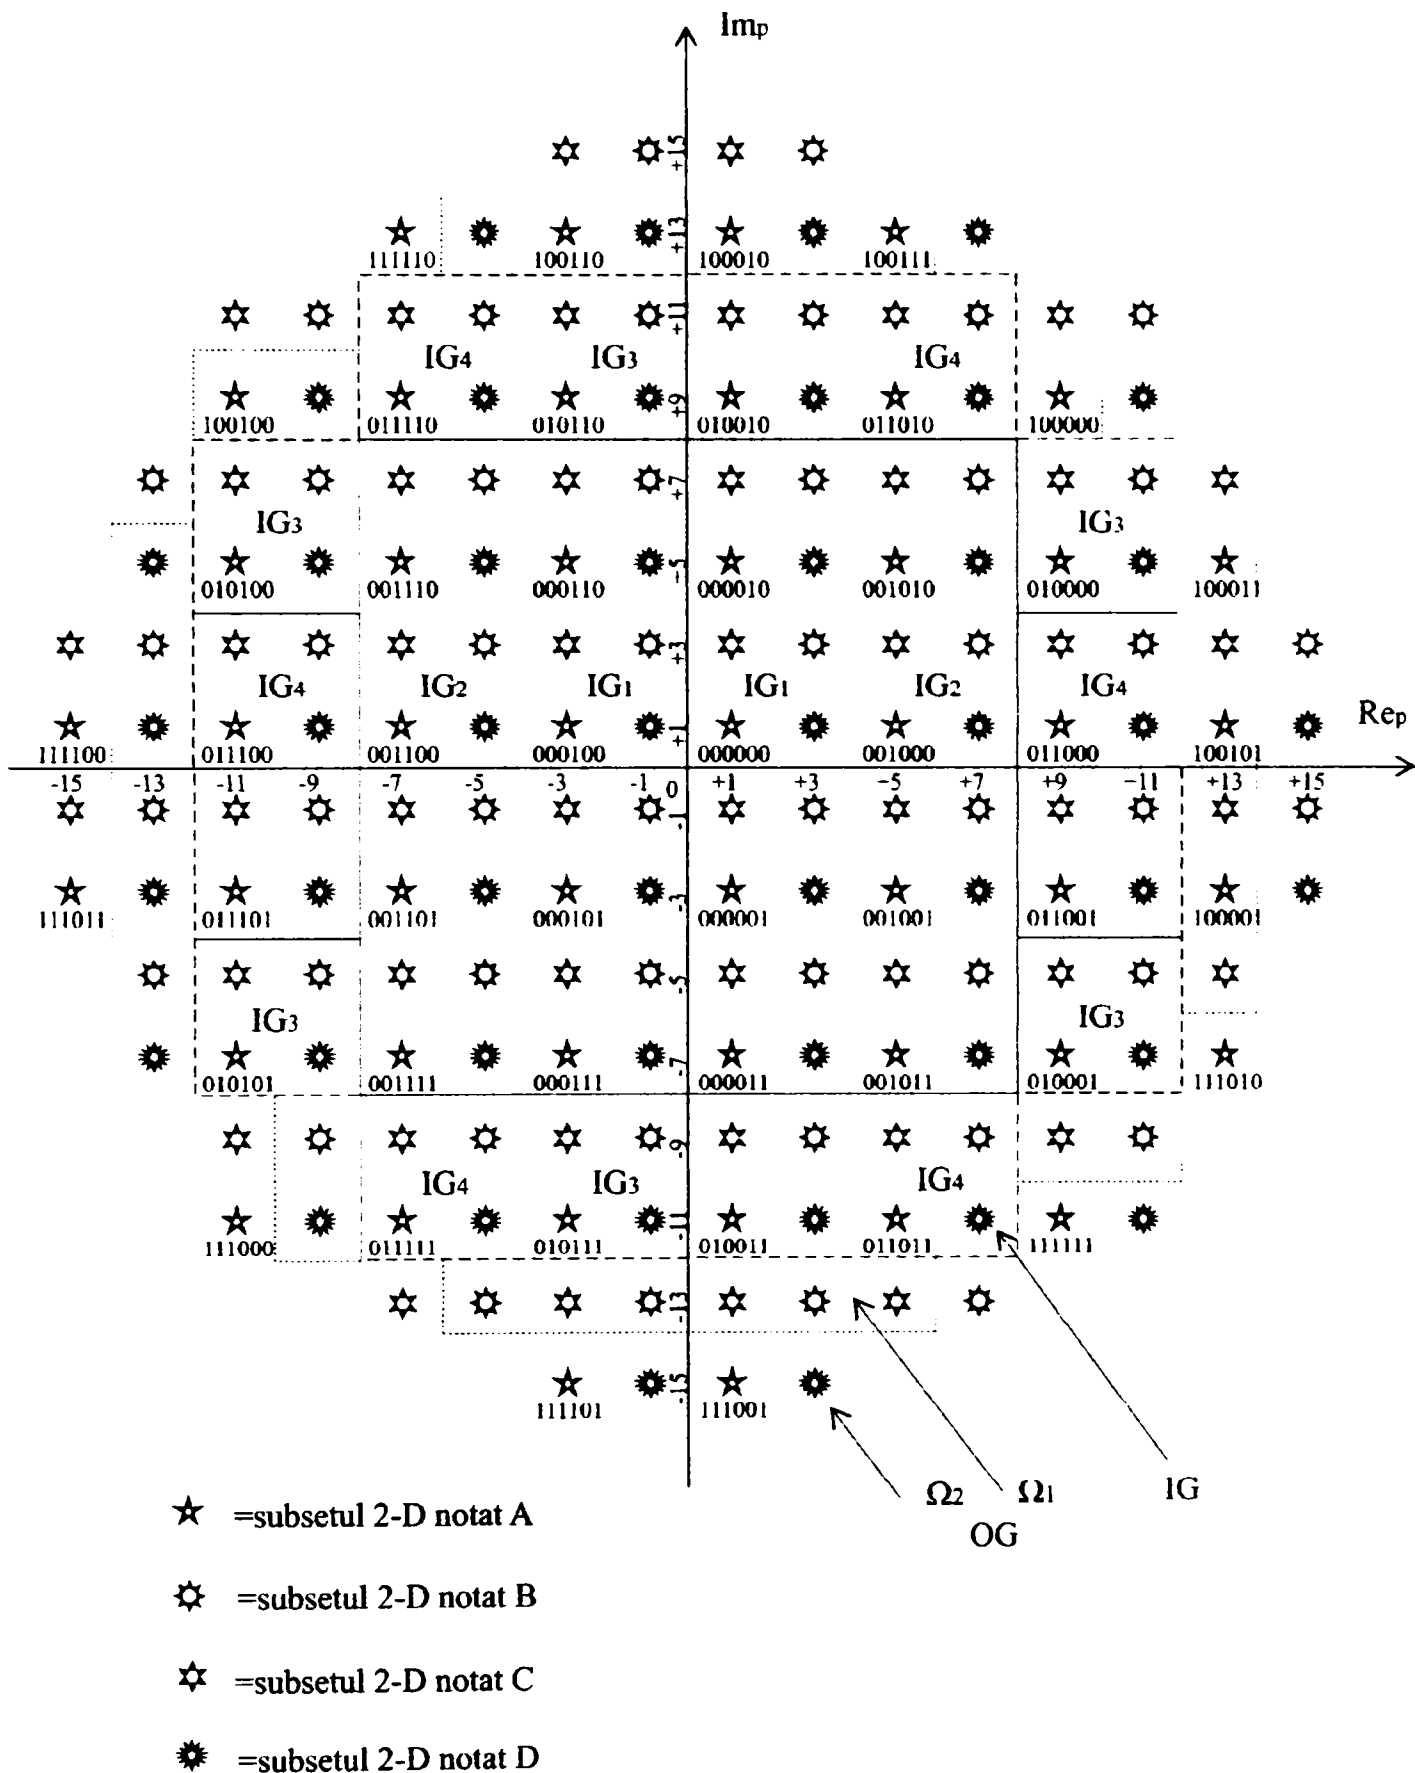 Imp
+15
+13
111110 100110 100010 100111
+11
IG4 IG3 IG4
+9
100100 011110 010110 010010 011010 100000
+7
IG3 IG3
-5
010100 001110 000110 000010 001010 010000 100011
+3
IG4 IG2 IG1 IG1 IG2 IG4
+1
Rep
111100 011100 001100 000100 000000 001000 011000 100101
-15 -13 -11 -9 -7 -5 -3 -1 0 +1 +3 -5 +7 +9 -11 +13 +15
-1
-3
111011 011101 001101 000101 000001 001001 011001 100001
-5
IG3 IG3
-7
010101 001111 000111 000011 001011 010001 111010
-9
IG4 IG3 IG4
-11
111000 011111 010111 010011 011011 111111
-13
-15
111101 111001
Ω2 Ω1 IG
OG
=subsetul 2-D notat A
=subsetul 2-D notat B
=subsetul 2-D notat C
=subsetul 2-D notat D